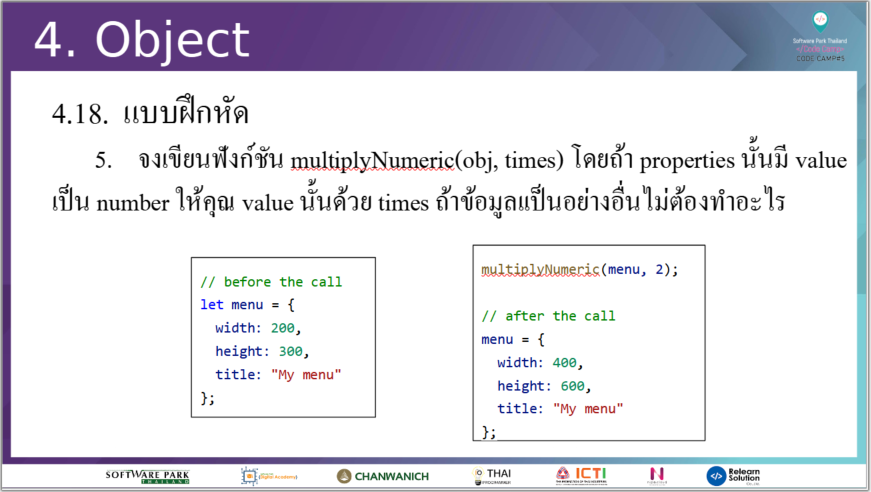 4. Object
Software Park Thailand
CODE CAMP#5
4.18. แบบฝึกหัด
5. จงเขียนฟังก์ชัน multiplyNumeric(obj, times) โดยถ้า properties นั้นมี value
เป็น number ให้คูณ value นั้นด้วย times ถ้าข้อมูลแป็นอย่างอื่นไม่ต้องทำอะไร
// before the call
let menu = {
width: 200,
height: 300,
title: "My menu"
};
multiplyNumeric(menu, 2);
// after the call
menu = {
width: 400,
height: 600,
title: "My menu"
};
SOFTWARE PARK
THAILAND
Digital Academy
CHANWANICH
THAI
PROGRAMMER
ICTI
Relearn
Solution